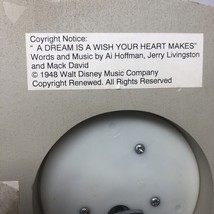 Coyright Notice:
" A DREAM IS A WISH YOUR HEART MAKES"
Words and Music by Ai Hoffman, Jerry Livingston
and Mack David
© 1948 Walt Disney Music Company
Copyright Renewed. All Rights Reserved